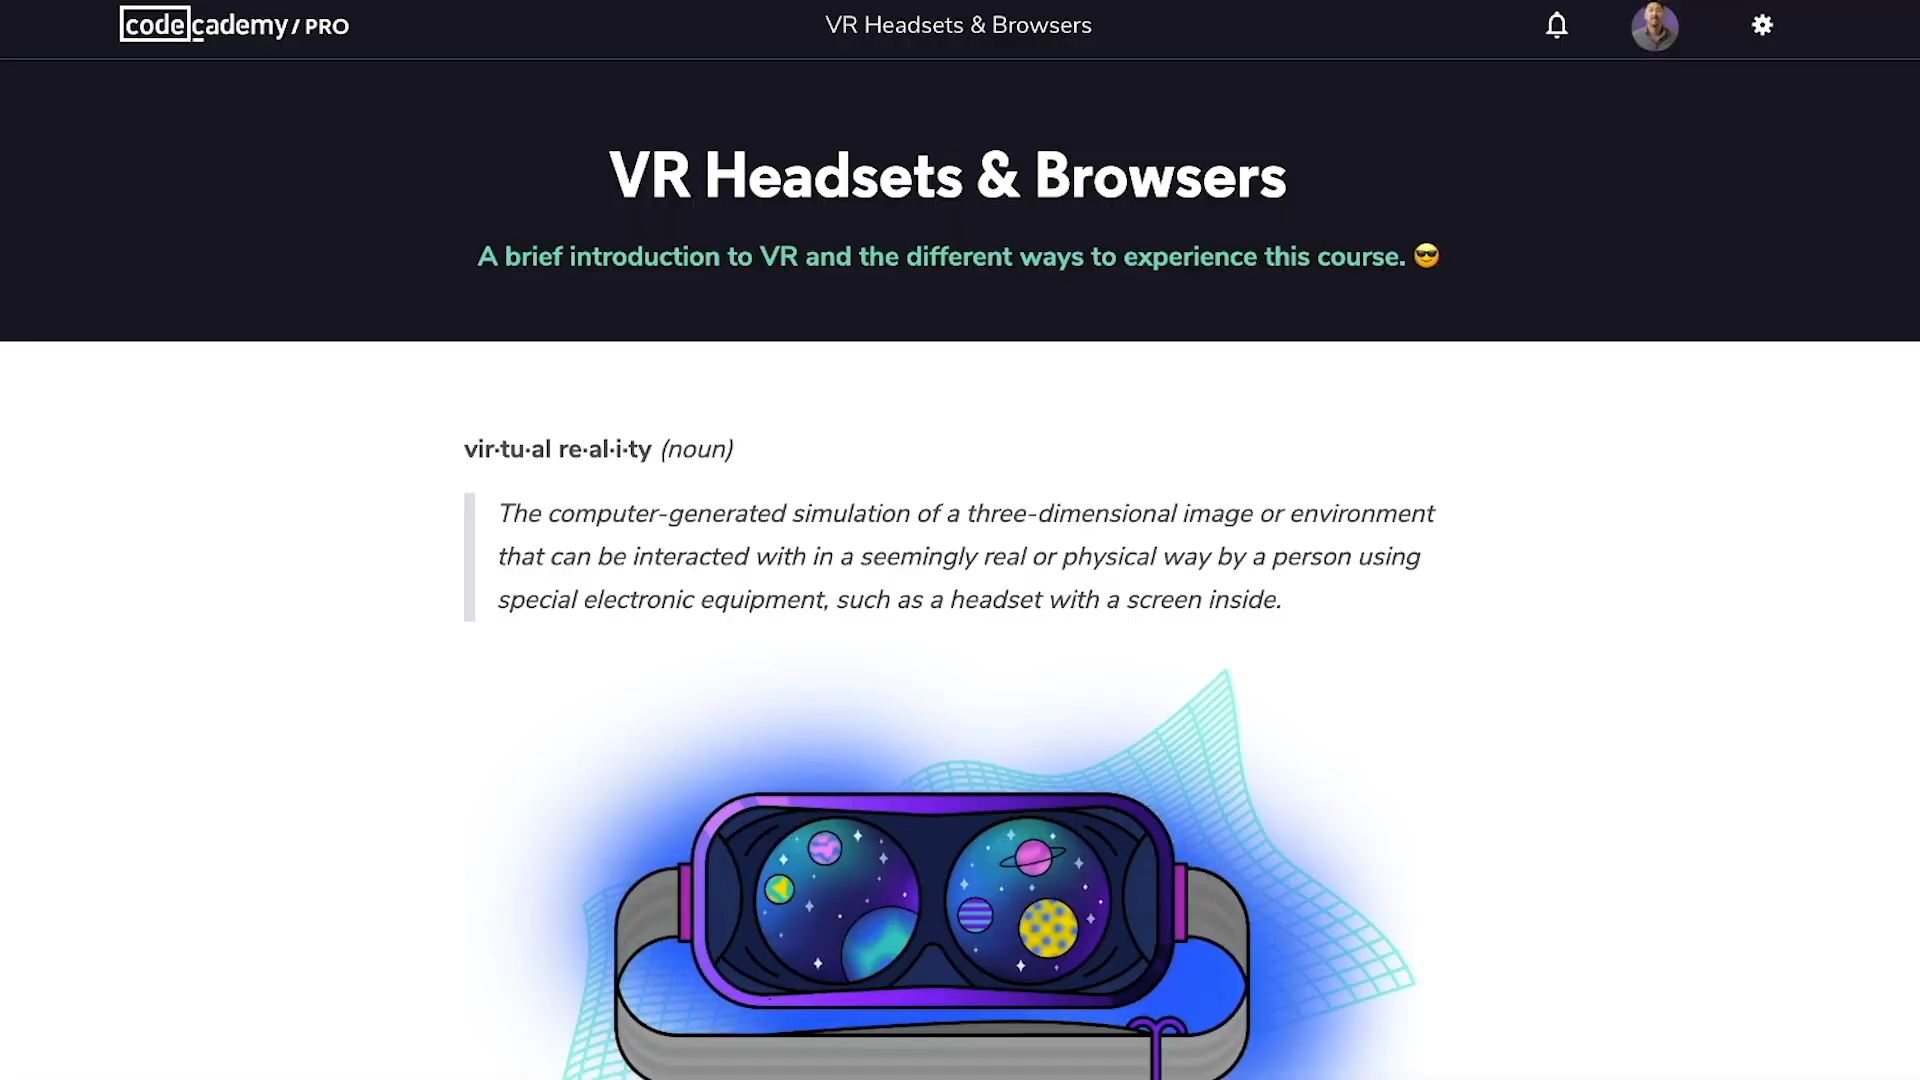 codecademy / PRO
VR Headsets & Browsers
VR Headsets & Browsers
A brief introduction to VR and the different ways to experience this course. 😎
vir·tu·al re·al·i·ty (noun)
The computer-generated simulation of a three-dimensional image or environment
that can be interacted with in a seemingly real or physical way by a person using
special electronic equipment, such as a headset with a screen inside.